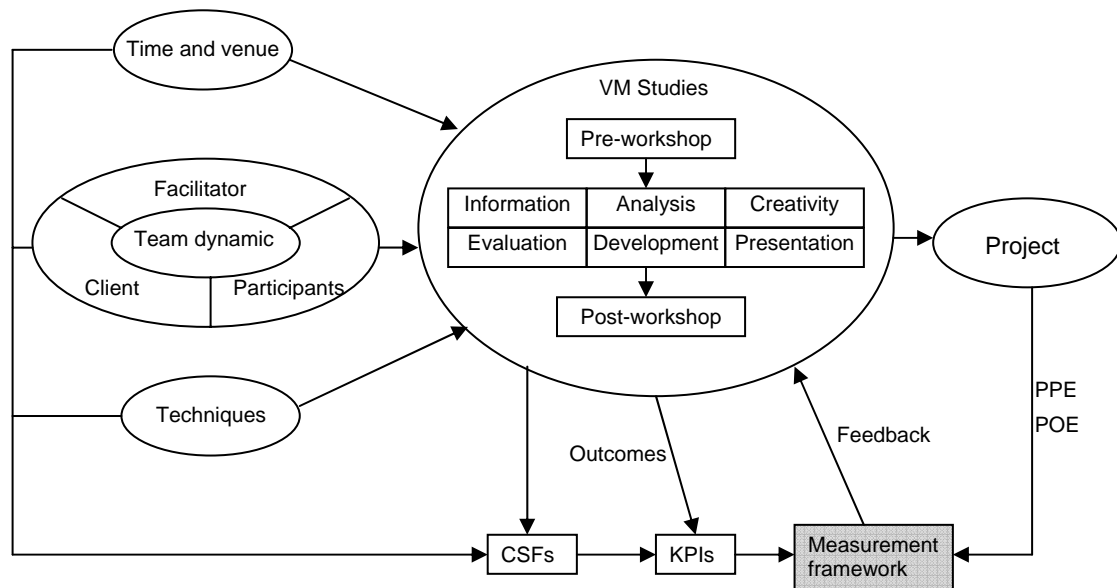 Time and venue
VM Studies
Pre-workshop
Facilitator
Team dynamic
Client
Participants
Information
Analysis
Creativity
Evaluation
Development
Presentation
Post-workshop
Project
Techniques
PPE
POE
Outcomes
Feedback
CSFs
KPIs
Measurement
framework